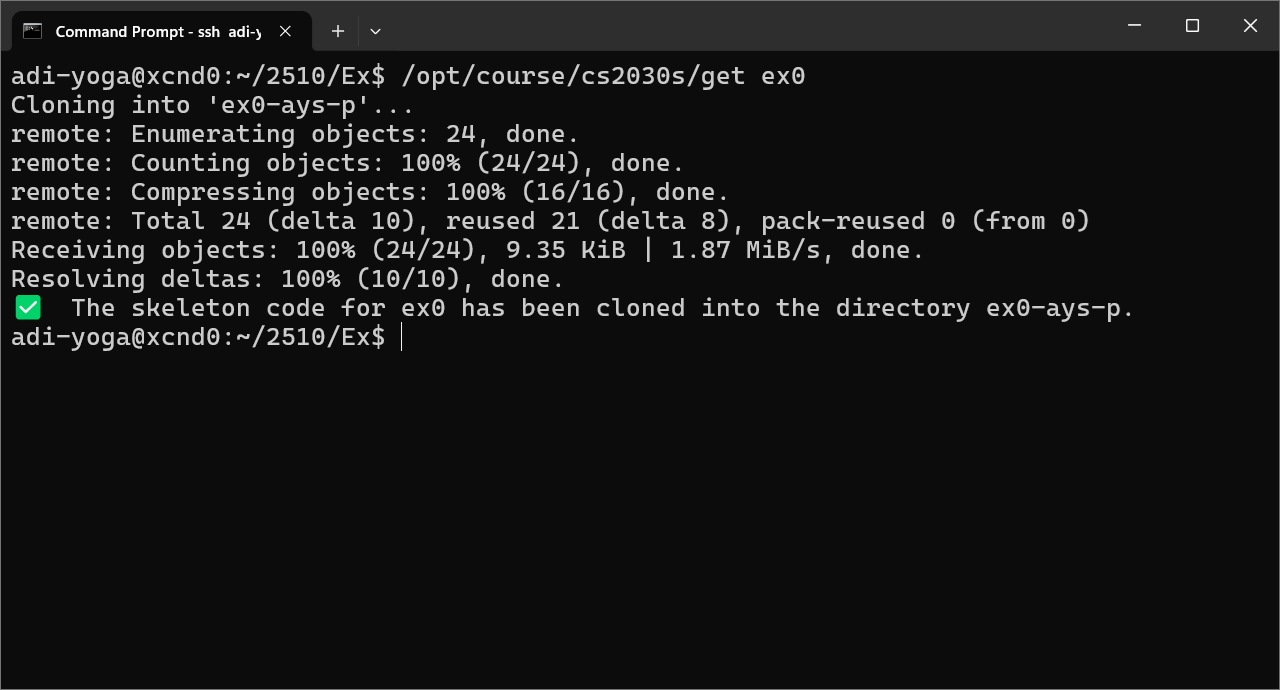 Command Prompt - ssh adi-y
adi-yoga@xcnd0:~/2510/Ex$ /opt/course/cs2030s/get ex0
Cloning into 'ex0-ays-p'...
remote: Enumerating objects: 24, done.
remote: Counting objects: 100% (24/24), done.
remote: Compressing objects: 100% (16/16), done.
remote: Total 24 (delta 10), reused 21 (delta 8), pack-reused 0 (from 0)
Receiving objects: 100% (24/24), 9.35 KiB | 1.87 MiB/s, done.
Resolving deltas: 100% (10/10), done.
✅ The skeleton code for ex0 has been cloned into the directory ex0-ays-p.
adi-yoga@xcnd0:~/2510/Ex$